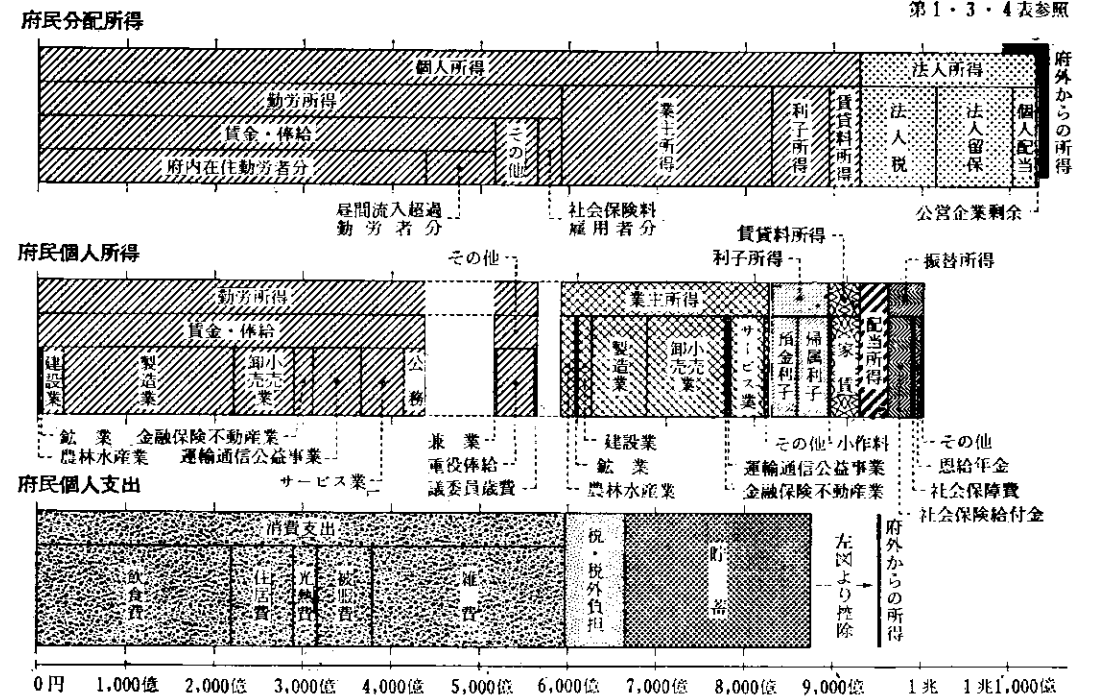 第1・3・4表参照
府民分配所得
個人所得
法人所得
府外からの所得
勤労所得
業主所得
利子所得
賃貸料所得
法人税
法人留保
個人配当
賃金・俸給
その他
府内在住勤労者分
昼間流入超過
勤労者分
社会保険料
雇用者分
公営企業剰余
府民個人所得
その他
賃貸料所得
利子所得
振替所得
勤労所得
業主所得
配当所得
賃金・俸給
建設業
製造業
卸小売業
公務
製造業
卸小売業
サービス業
預金利子
帰属利子
家賃
鉱業
金融保険不動産業
農林水産業
運輸通信公益事業
サービス業
兼業
重役俸給
議委員歳費
建設業
鉱業
農林水産業
その他
小作料
運輸通信公益事業
金融保険不動産業
その他
恩給年金
社会保障費
社会保険給付金
府民個人支出
消費支出
税・税外負担
貯蓄
左図より控除
府外からの所得
飲食費
住居費
光熱費
被服費
雑費
0円 1,000億 2,000億 3,000億 4,000億 5,000億 6,000億 7,000億 8,000億 9,000億 1兆 1兆1,000億